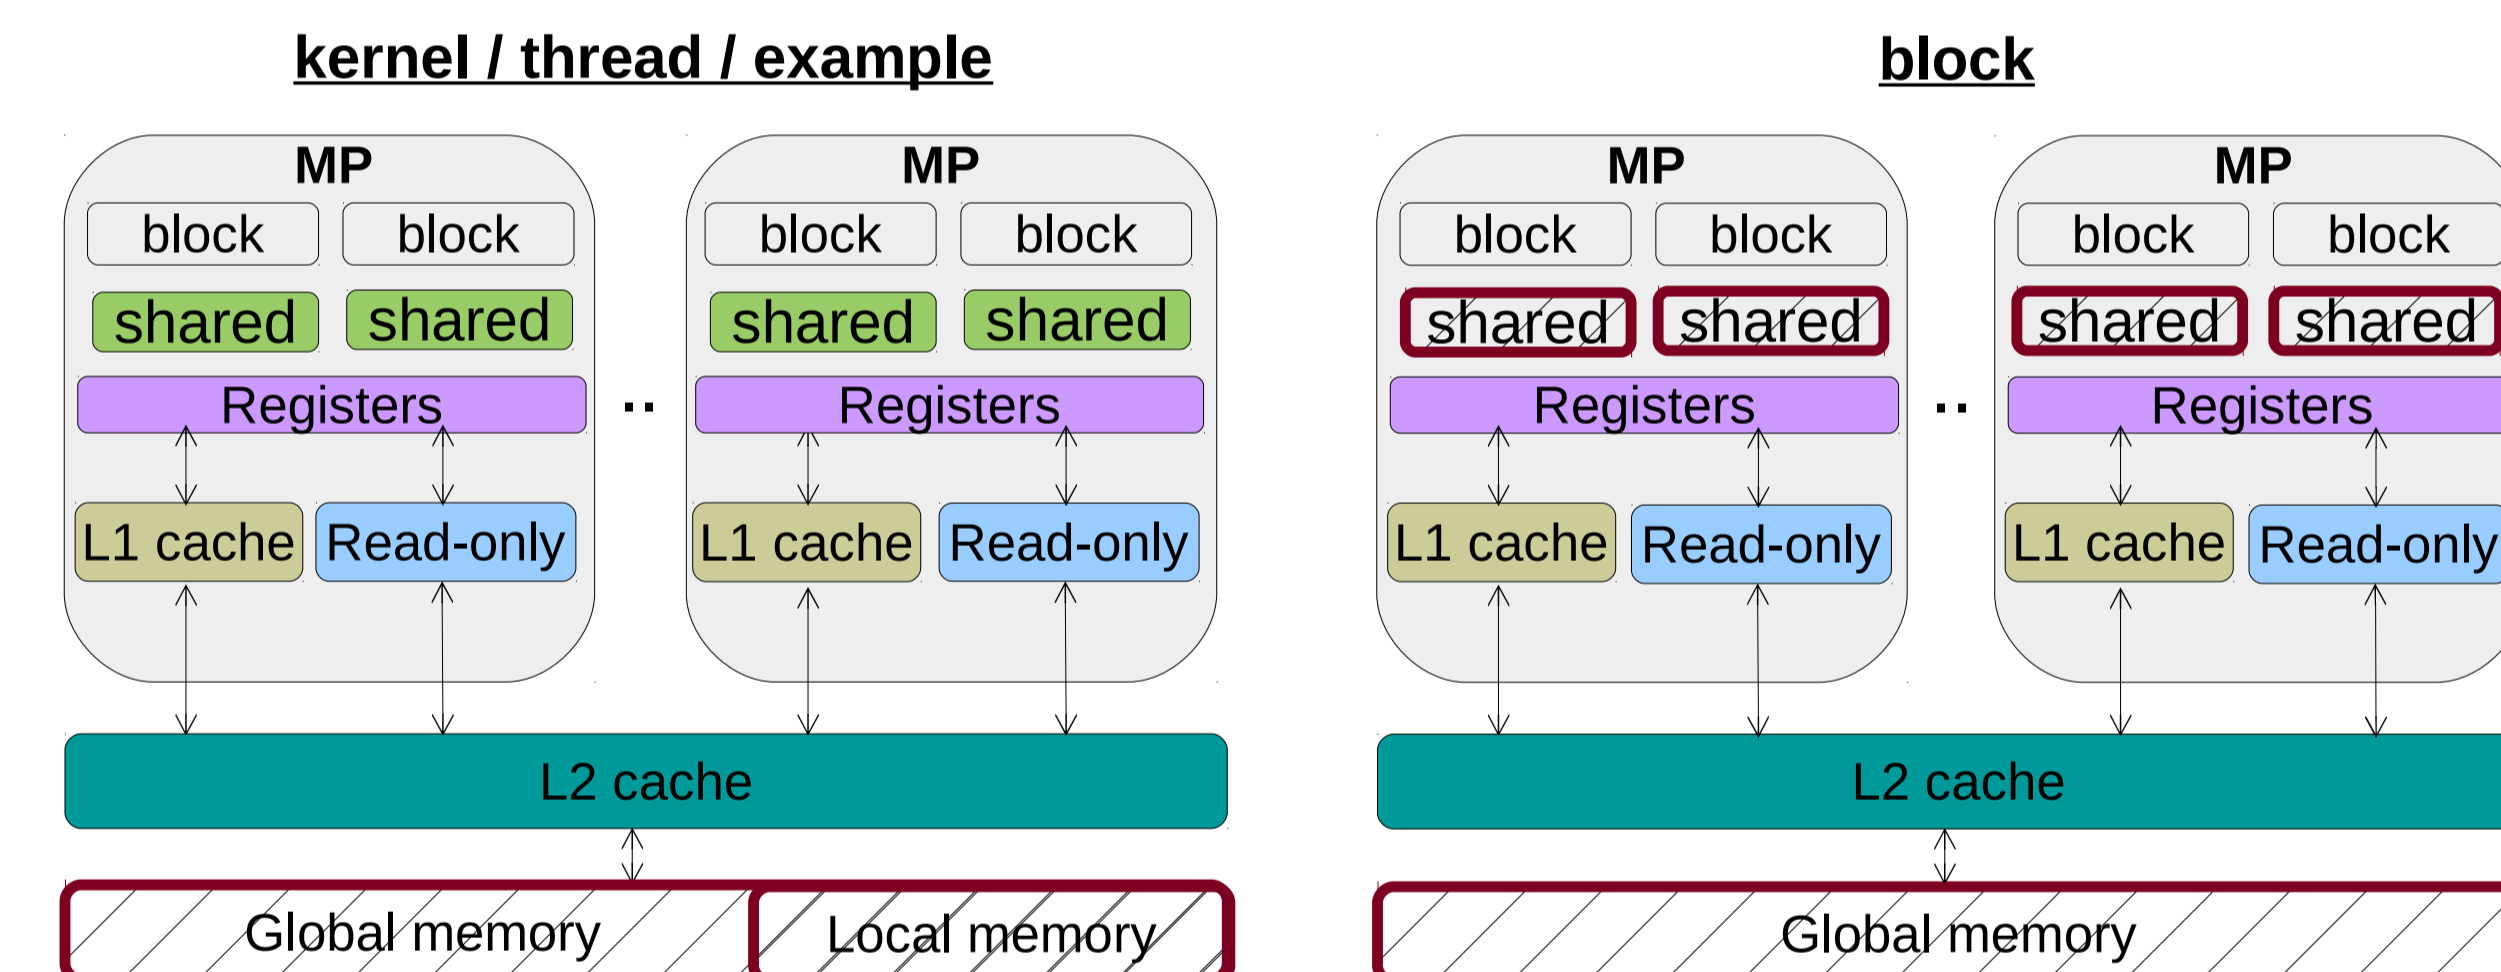 kernel / thread / example
block
MP
MP
MP
MP
block
block
block
block
block
block
block
block
shared
shared
shared
shared
shared
shared
shared
shared
Registers
..
Registers
Registers
..
Registers
L1 cache
Read-only
L1 cache
Read-only
L1 cache
Read-only
L1 cache
Read-only
L2 cache
L2 cache
Global memory
Local memory
Global memory